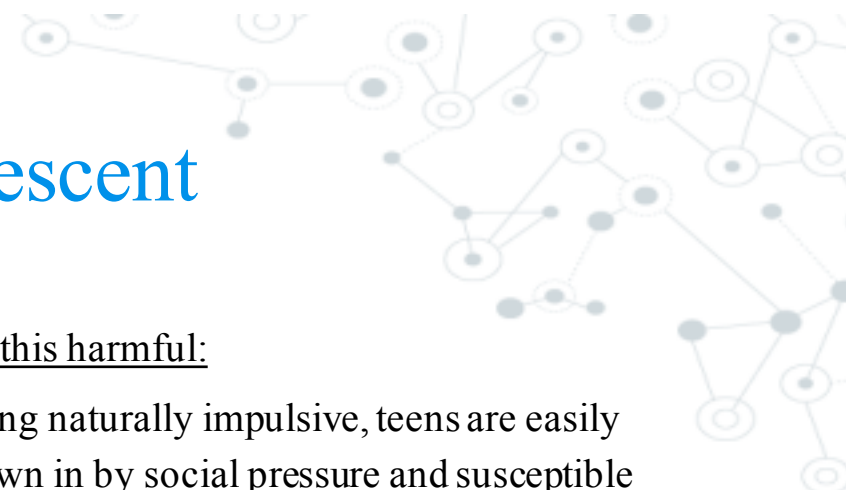 escent
this harmful:
ng naturally impulsive, teens are easily
wn in by social pressure and susceptible